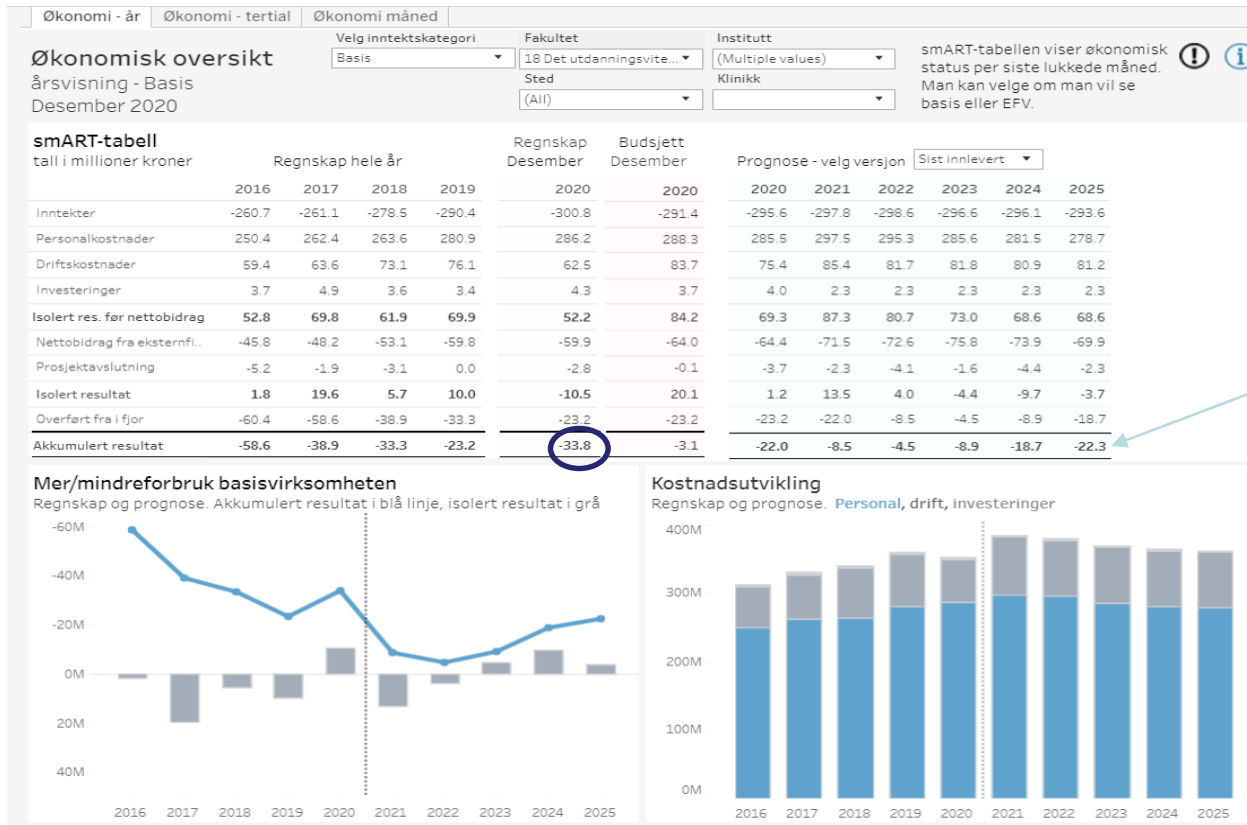 Økonomi - år Økonomi - tertial Økonomi måned
Økonomisk oversikt
årsvisning - Basis
Desember 2020
Velg inntektskategori
Basis
Fakultet
18 Det utdanningsvite...
Institutt
(Multiple values)
Sted
(All)
Klinikk
smART-tabellen viser økonomisk
status per siste lukkede måned.
Man kan velge om man vil se
basis eller EFV.
smART-tabell
tall i millioner kroner
Regnskap hele år
Regnskap
Desember
Budsjett
Desember
Prognose - velg versjon Sist innlevert
2016 2017 2018 2019 2020 2020 2020 2021 2022 2023 2024 2025
Inntekter -260.7 -261.1 -278.5 -290.4 -300.8 -291.4 -295.6 -297.8 -298.6 -296.6 -296.1 -293.6
Personalkostnader 250.4 262.4 263.6 280.9 286.2 288.3 285.5 297.5 295.3 285.6 281.5 278.7
Driftskostnader 59.4 63.6 73.1 76.1 62.5 83.7 75.4 85.4 81.7 81.8 80.9 81.2
Investeringer 3.7 4.9 3.6 3.4 4.3 3.7 4.0 2.3 2.3 2.3 2.3 2.3
Isolert res. før nettobidrag 52.8 69.8 61.9 69.9 52.2 84.2 69.3 87.3 80.7 73.0 68.6 68.6
Nettobidrag fra eksternfi.. -45.8 -48.2 -53.1 -59.8 -59.9 -64.0 -64.4 -71.5 -72.6 -75.8 -73.9 -69.9
Prosjektavslutning -5.2 -1.9 -3.1 0.0 -2.8 -0.1 -3.7 -2.3 -4.1 -1.6 -4.4 -2.3
Isolert resultat 1.8 19.6 5.7 10.0 -10.5 20.1 1.2 13.5 4.0 -4.4 -9.7 -3.7
Overført fra i fjor -60.4 -58.6 -38.9 -33.3 -23.2 -23.2 -23.2 -22.0 -8.5 -4.5 -8.9 -18.7
Akkumulert resultat -58.6 -38.9 -33.3 -23.2 -33.8 -3.1 -22.0 -8.5 -4.5 -8.9 -18.7 -22.3
Mer/mindreforbruk basisvirksomheten
Regnskap og prognose. Akkumulert resultat i blå linje, isolert resultat i grå
-60M
-40M
-20M
0M
20M
40M
2016 2017 2018 2019 2020 2021 2022 2023 2024 2025
Kostnadsutvikling
Regnskap og prognose. Personal, drift, investeringer
400M
300M
200M
100M
0M
2016 2017 2018 2019 2020 2021 2022 2023 2024 2025